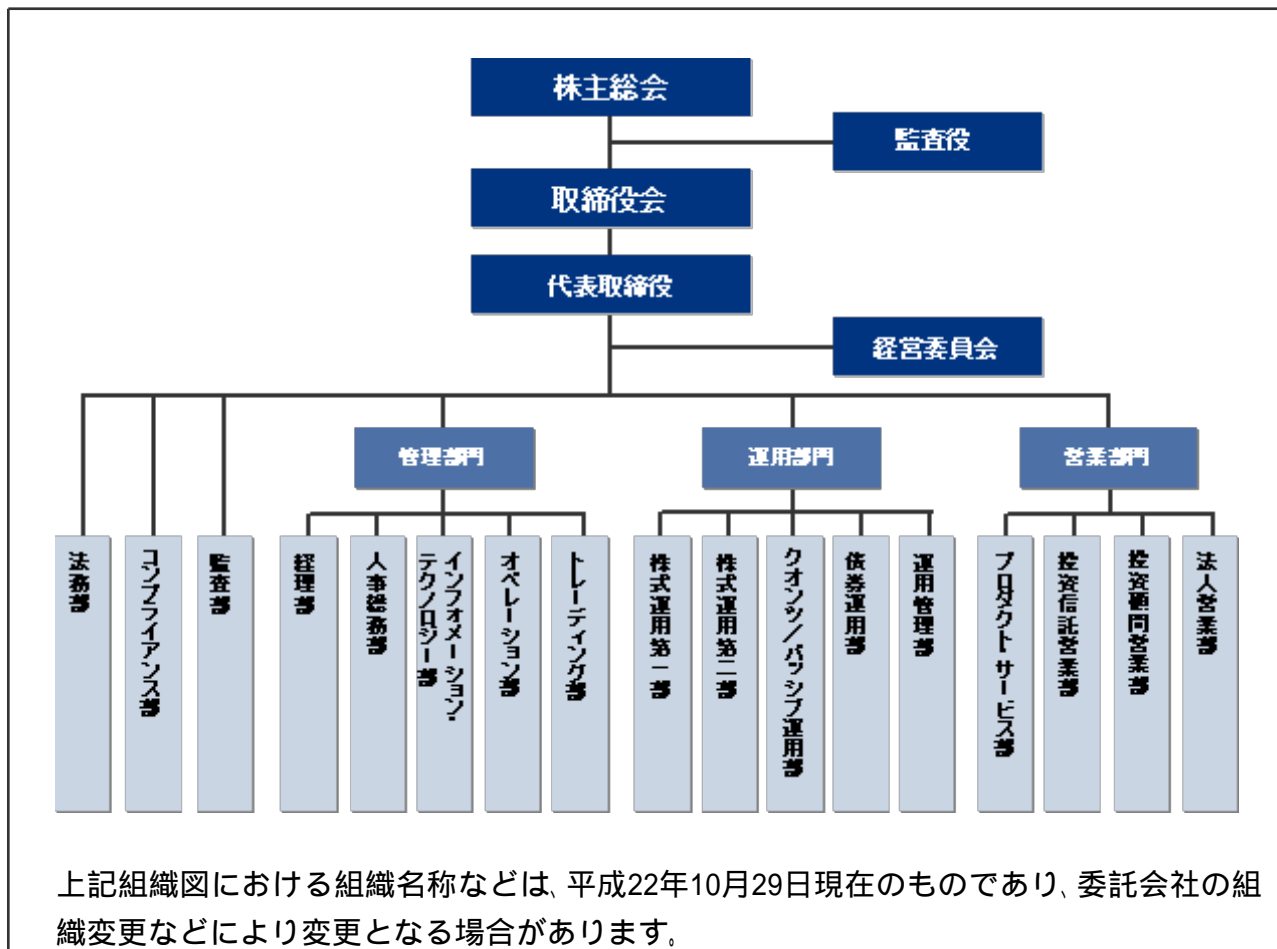 株主総会
監査役
取締役会
代表取締役
経営委員会
管理部門
運用部門
営業部門
法務部
コンプライアンス部
監査部
経理部
人事総務部
インフォメーション・
テクノロジー部
オペレーション部
トレーディング部
株式運用第一部
株式運用第二部
クオンツ/パッシブ運用部
債券運用部
運用管理部
プロダクト・サービス部
投資信託営業部
投資顧問営業部
法人営業部
上記組織図における組織名称などは、平成22年10月29日現在のものであり、委託会社の組
織変更などにより変更となる場合があります。